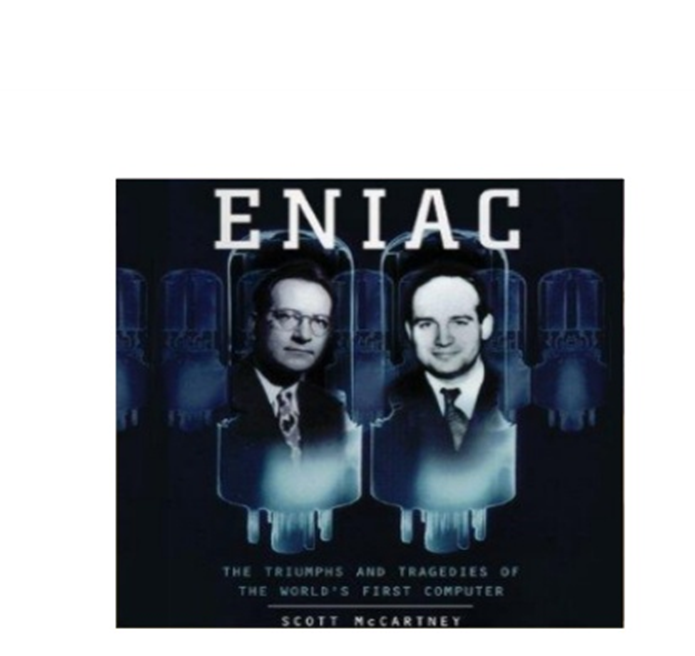 ENIAC
THE TRIUMPHS AND TRAGEDIES OF
THE WORLD'S FIRST COMPUTER
SCOTT McCARTNEY